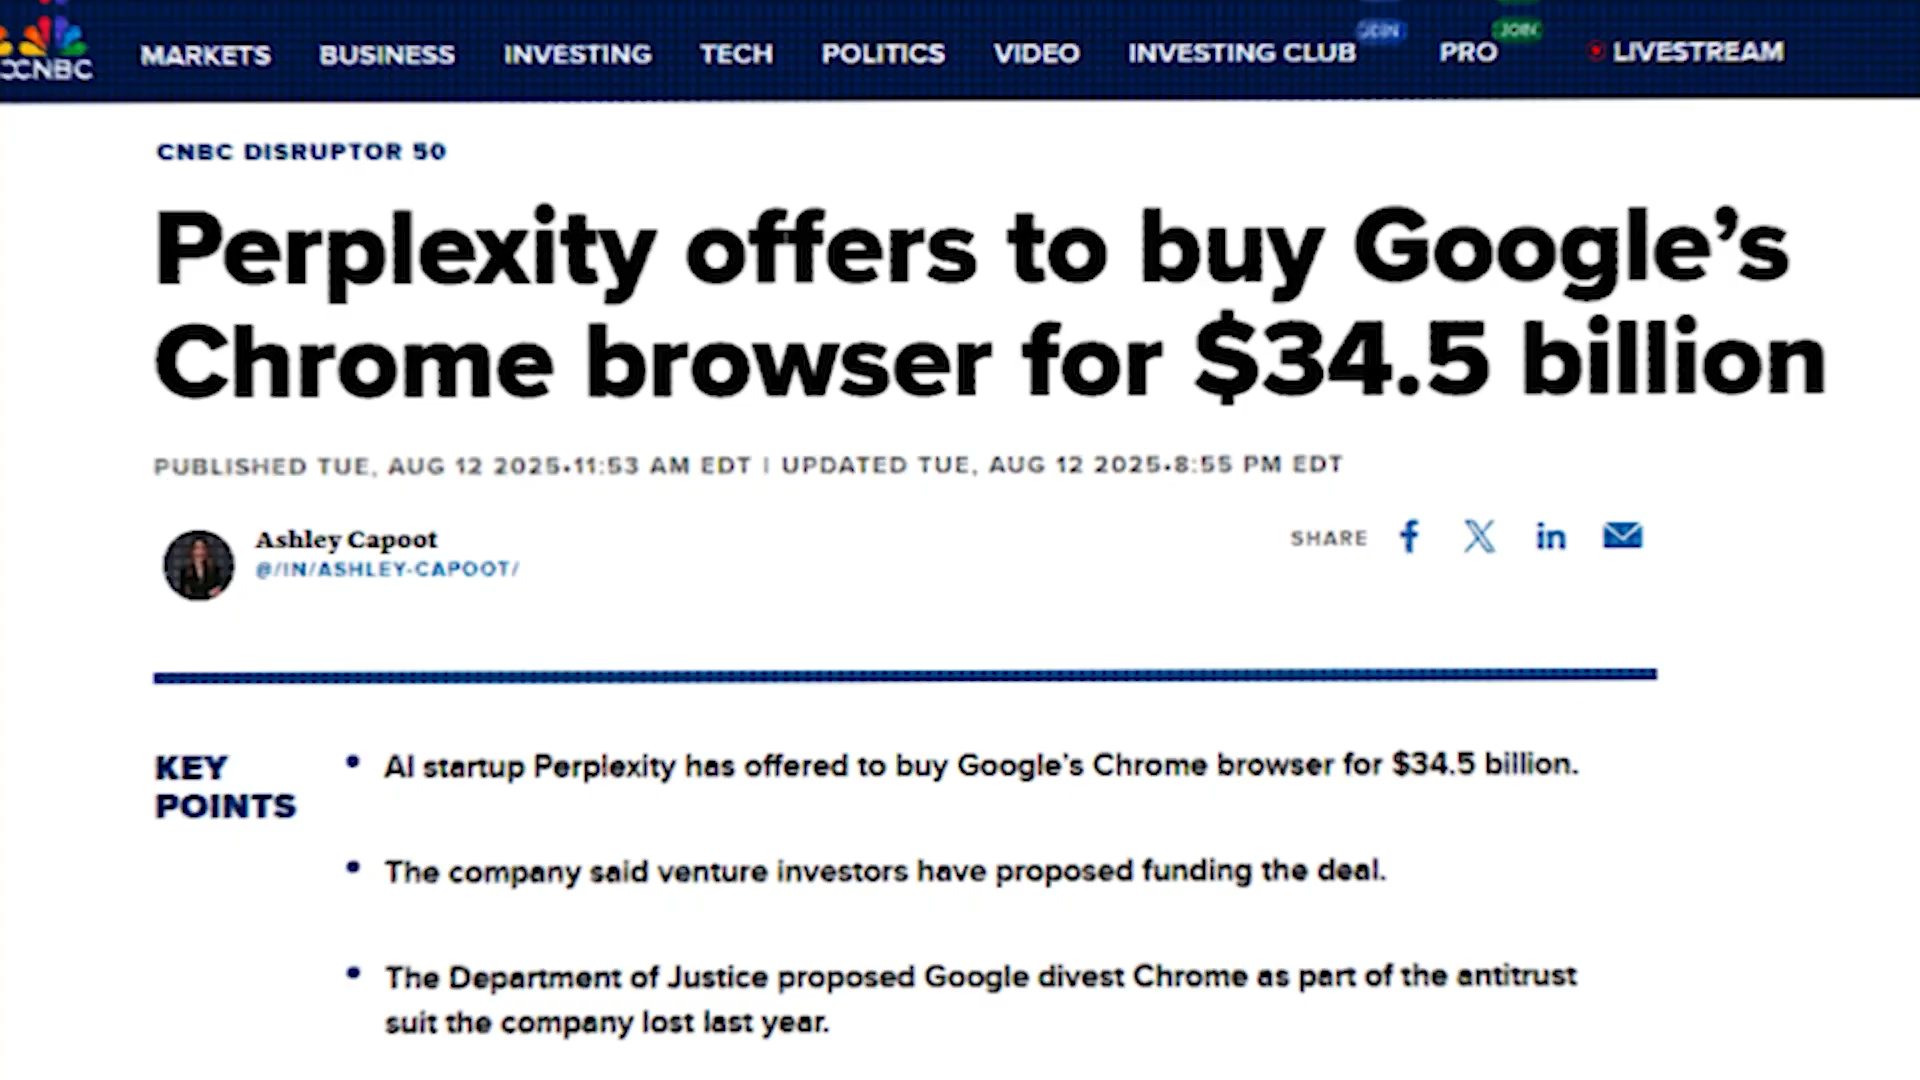 CNBC
MARKETS BUSINESS INVESTING TECH POLITICS VIDEO INVESTING CLUB JOIN PRO JOIN LIVESTREAM
CNBC DISRUPTOR 50
Perplexity offers to buy Google’s
Chrome browser for $34.5 billion
PUBLISHED TUE, AUG 12 2025•11:53 AM EDT | UPDATED TUE, AUG 12 2025•8:55 PM EDT
Ashley Capoot
@/IN/ASHLEY-CAPOOT/
SHARE f X in
KEY
POINTS
• AI startup Perplexity has offered to buy Google’s Chrome browser for $34.5 billion.
• The company said venture investors have proposed funding the deal.
• The Department of Justice proposed Google divest Chrome as part of the antitrust
suit the company lost last year.